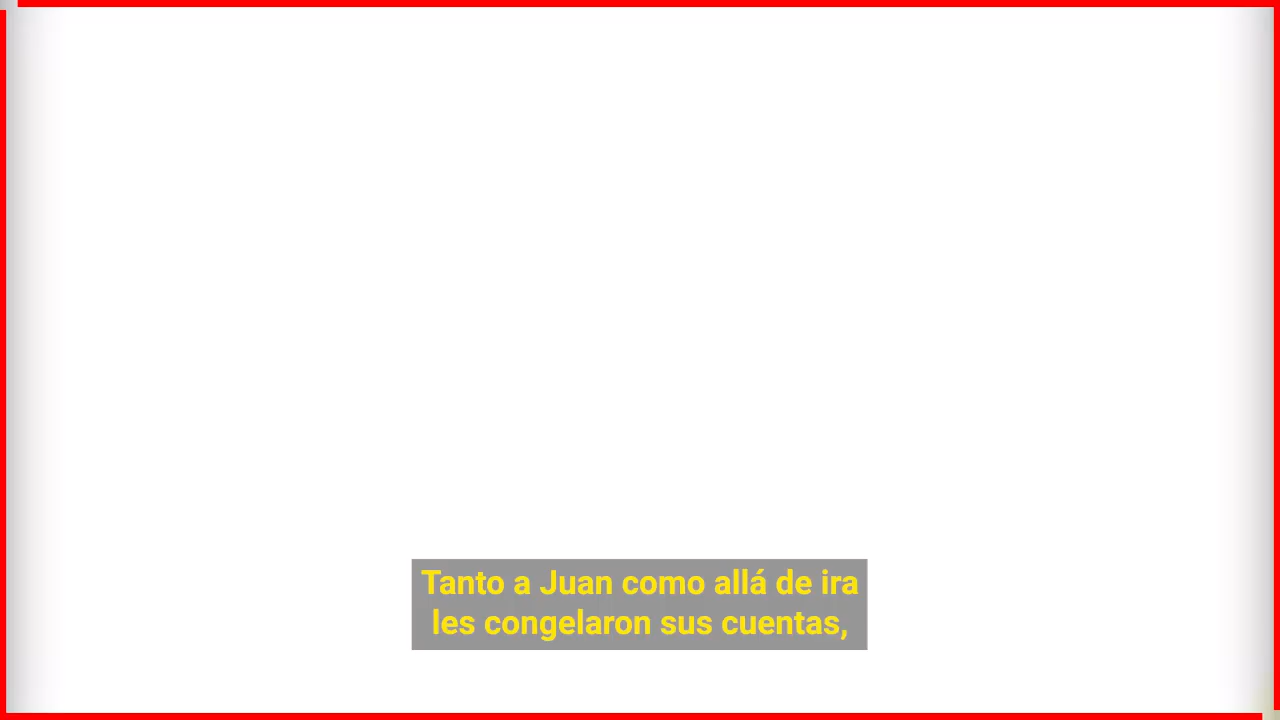 Tanto a Juan como allá de ira
les congelaron sus cuentas,